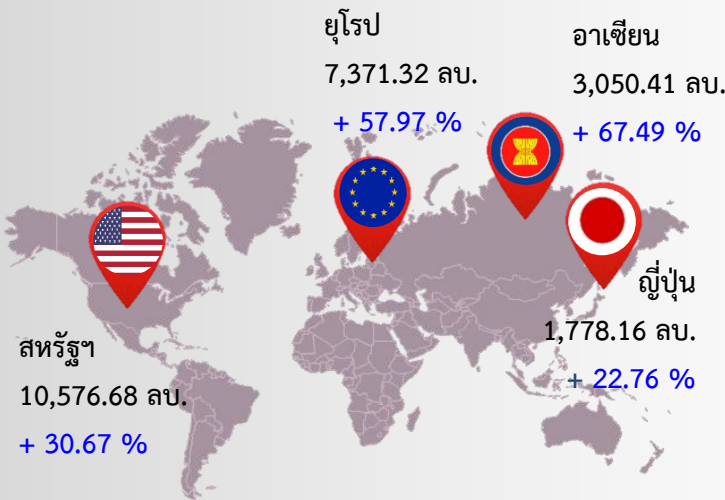 ยุโรป
7,371.32 ลบ.
+ 57.97 %
อาเซียน
3,050.41 ลบ.
+ 67.49 %
ญี่ปุ่น
1,778.16 ลบ.
+ 22.76 %
สหรัฐฯ
10,576.68 ลบ.
+ 30.67 %